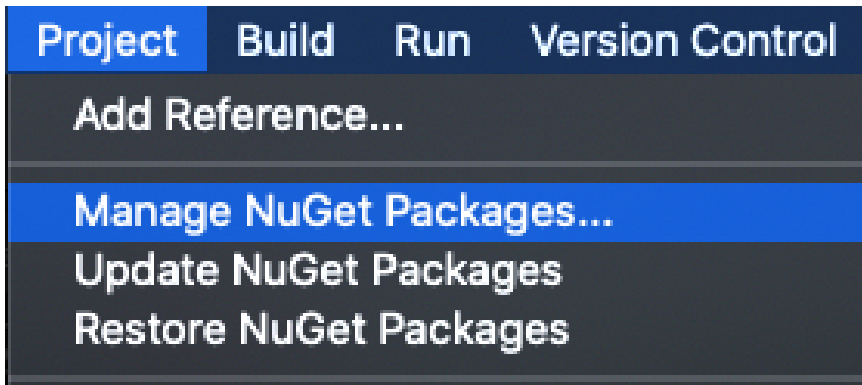 Project Build Run Version Control
Add Reference...
Manage NuGet Packages...
Update NuGet Packages
Restore NuGet Packages